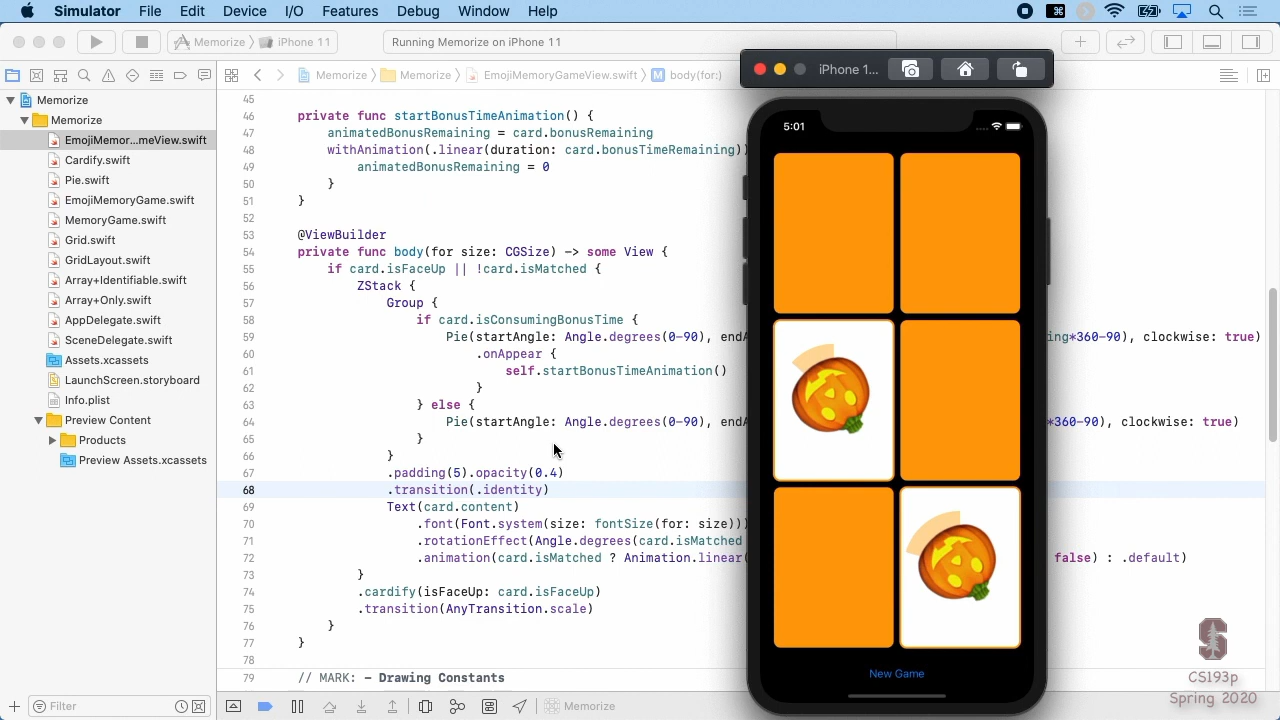 Simulator File Edit Device I/O Features Debug Window Help
Memorize iPhone 11
Running Memorize on iPhone 11
iPhone 1...
Memorize Memorize EmojiMemoryGameView.swift M body(for:)
Memorize
Memorize
EmojiMemor...meView.swift
Cardify.swift
Pie.swift
EmojiMemoryGame.swift
MemoryGame.swift
Grid.swift
GridLayout.swift
Array+Identifiable.swift
Array+Only.swift
AppDelegate.swift
SceneDelegate.swift
Assets.xcassets
LaunchScreen.storyboard
Info.plist
Preview Content
Products
Preview Assets.xcassets
Filter
45
46 private func startBonusTimeAnimation() {
47 animatedBonusRemaining = card.bonusRemaining
48 withAnimation(.linear(duration: card.bonusTimeRemaining))
49 animatedBonusRemaining = 0
50 }
51 }
52
53 @ViewBuilder
54 private func body(for size: CGSize) -> some View {
55 if card.isFaceUp || !card.isMatched {
56 ZStack {
57 Group {
58 if card.isConsumingBonusTime {
59 Pie(startAngle: Angle.degrees(0-90), endA ing*360-90), clockwise: true)
60 .onAppear {
61 self.startBonusTimeAnimation()
62 }
63 } else {
64 Pie(startAngle: Angle.degrees(0-90), endA *360-90), clockwise: true)
65 }
66 }
67 .padding(5).opacity(0.4)
68 .transition(.identity)
69 Text(card.content)
70 .font(Font.system(size: fontSize(for: size)))
71 .rotationEffect(Angle.degrees(card.isMatched
72 .animation(card.isMatched ? Animation.linear( false) : .default)
73 }
74 .cardify(isFaceUp: card.isFaceUp)
75 .transition(AnyTransition.scale)
76 }
77 }
78
79 // MARK: - Drawing Constants
Memorize
5:01
New Game
CS193p
Spring 2020